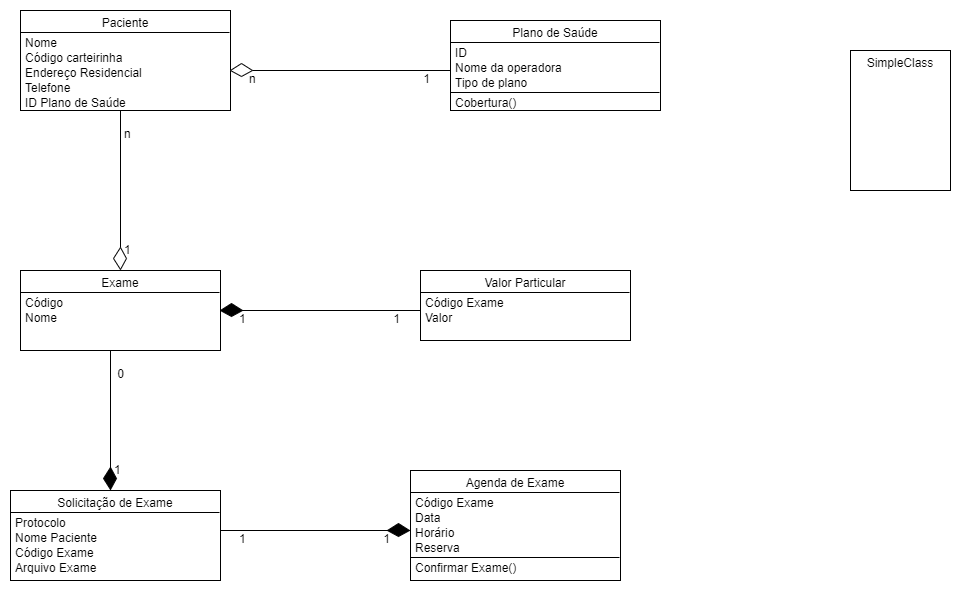 Paciente
Nome
Código carteirinha
Endereço Residencial
Telefone
ID Plano de Saúde
n
1
Plano de Saúde
ID
Nome da operadora
Tipo de plano
Cobertura()
SimpleClass
n
1
Exame
Código
Nome
1
1
Valor Particular
Código Exame
Valor
0
1
Solicitação de Exame
Protocolo
Nome Paciente
Código Exame
Arquivo Exame
1
1
Agenda de Exame
Código Exame
Data
Horário
Reserva
Confirmar Exame()